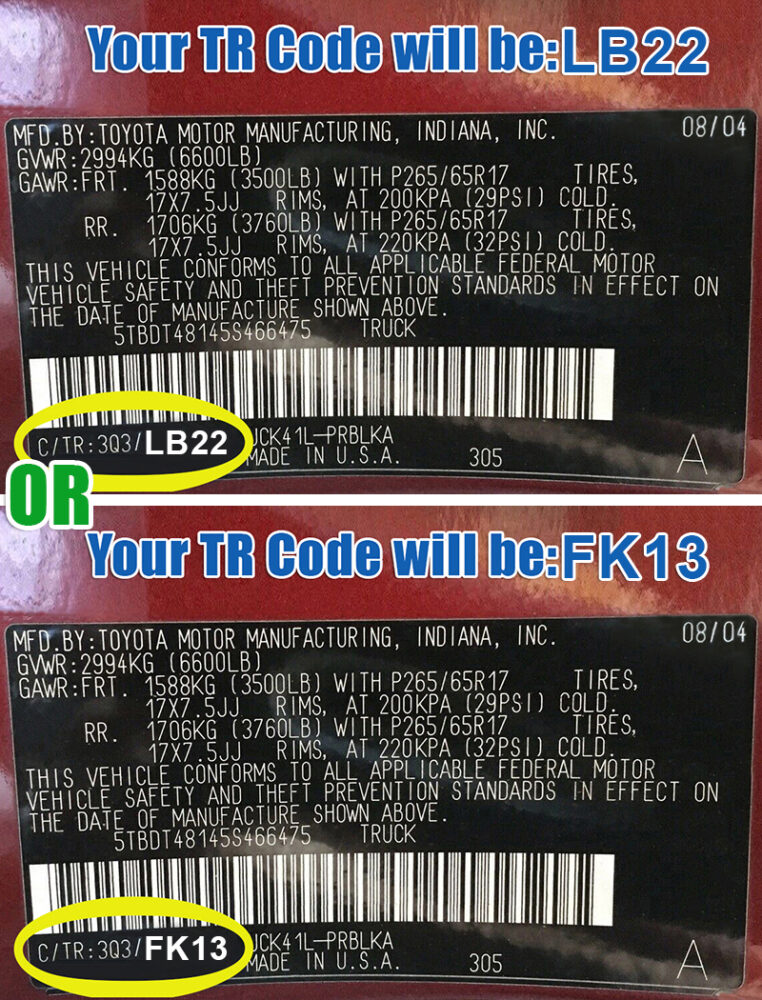 Your TR Code will be:LB22
MFD.BY:TOYOTA MOTOR MANUFACTURING, INDIANA, INC. 08/04
GVWR:2994KG (6600LB)
GAWR:FRT. 1588KG (3500LB) WITH P265/65R17 TIRES,
17X7.5JJ RIMS, AT 200KPA (29PSI) COLD.
RR. 1706KG (3760LB) WITH P265/65R17 TIRES,
17X7.5JJ RIMS, AT 220KPA (32PSI) COLD.
THIS VEHICLE CONFORMS TO ALL APPLICABLE FEDERAL MOTOR
VEHICLE SAFETY AND THEFT PREVENTION STANDARDS IN EFFECT ON
THE DATE OF MANUFACTURE SHOWN ABOVE.
5TBDT48145S466475 TRUCK
C/TR:3Q3/LB22 UCK41L-PRBLKA
MADE IN U.S.A. 305 A
OR
Your TR Code will be:FK13
MFD.BY:TOYOTA MOTOR MANUFACTURING, INDIANA, INC. 08/04
GVWR:2994KG (6600LB)
GAWR:FRT. 1588KG (3500LB) WITH P265/65R17 TIRES,
17X7.5JJ RIMS, AT 200KPA (29PSI) COLD.
RR. 1706KG (3760LB) WITH P265/65R17 TIRES,
17X7.5JJ RIMS, AT 220KPA (32PSI) COLD.
THIS VEHICLE CONFORMS TO ALL APPLICABLE FEDERAL MOTOR
VEHICLE SAFETY AND THEFT PREVENTION STANDARDS IN EFFECT ON
THE DATE OF MANUFACTURE SHOWN ABOVE.
5TBDT48145S466475 TRUCK
C/TR:3Q3/FK13 UCK41L-PRBLKA
MADE IN U.S.A. 305 A